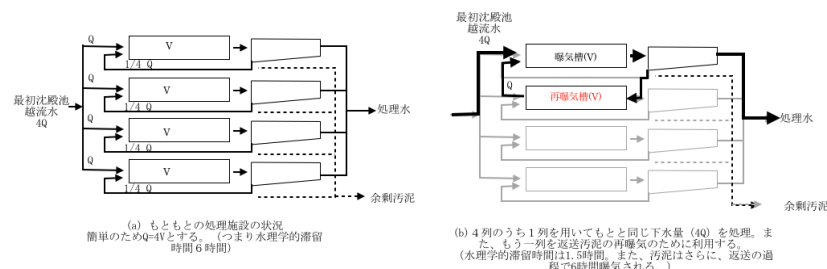 Q
V
1/4 Q
Q
V
1/4 Q
最初沈殿池
越流水
4Q
Q
V
1/4 Q
Q
V
1/4 Q
処理水
余剰汚泥
(a) もともとの処理施設の状況
簡単のためQ=4Vとする。(つまり水理学的滞留
時間６時間)
最初沈殿池
越流水
4Q
曝気槽(V)
Q
再曝気槽(V)
処理水
余剰汚泥
(b) ４列のうち１列を用いてもとと同じ下水量（4Q）を処理。ま
た、もう一列を返送汚泥の再曝気のために利用する。
(水理学的滞留時間は1.5時間。また、汚泥はさらに、返送の過
程で6時間曝気される。)